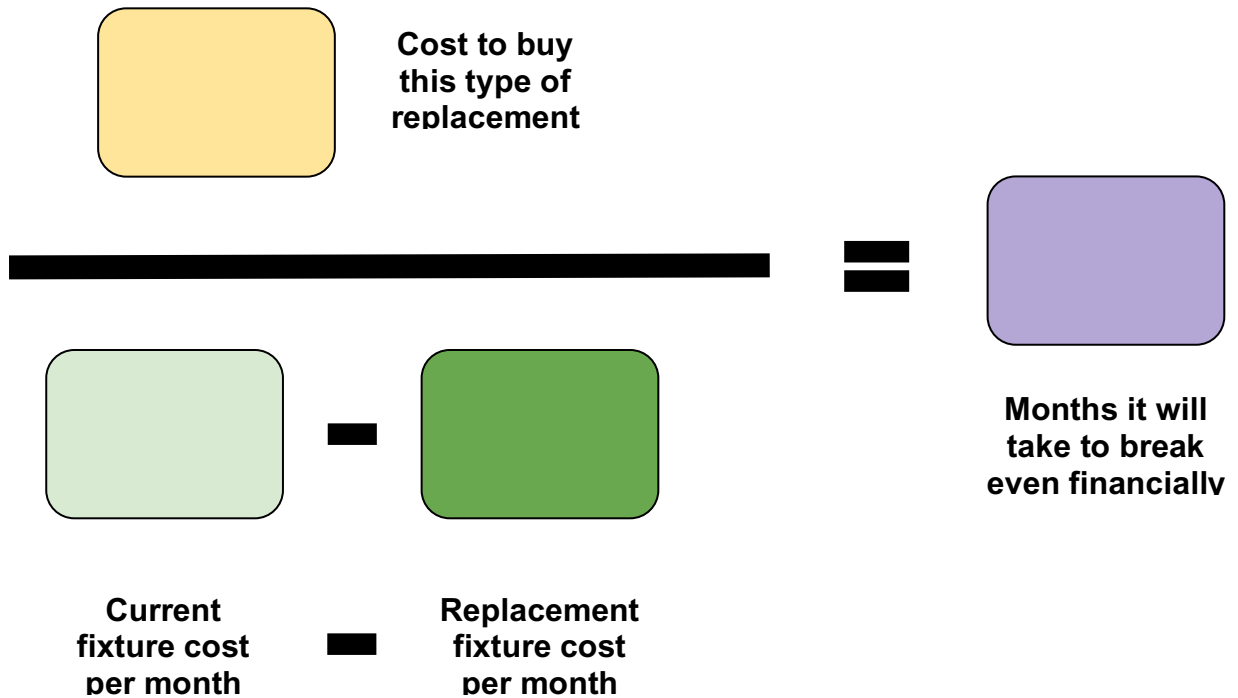 Cost to buy
this type of
replacement
Months it will
take to break
even financially
Current
fixture cost
per month
Replacement
fixture cost
per month